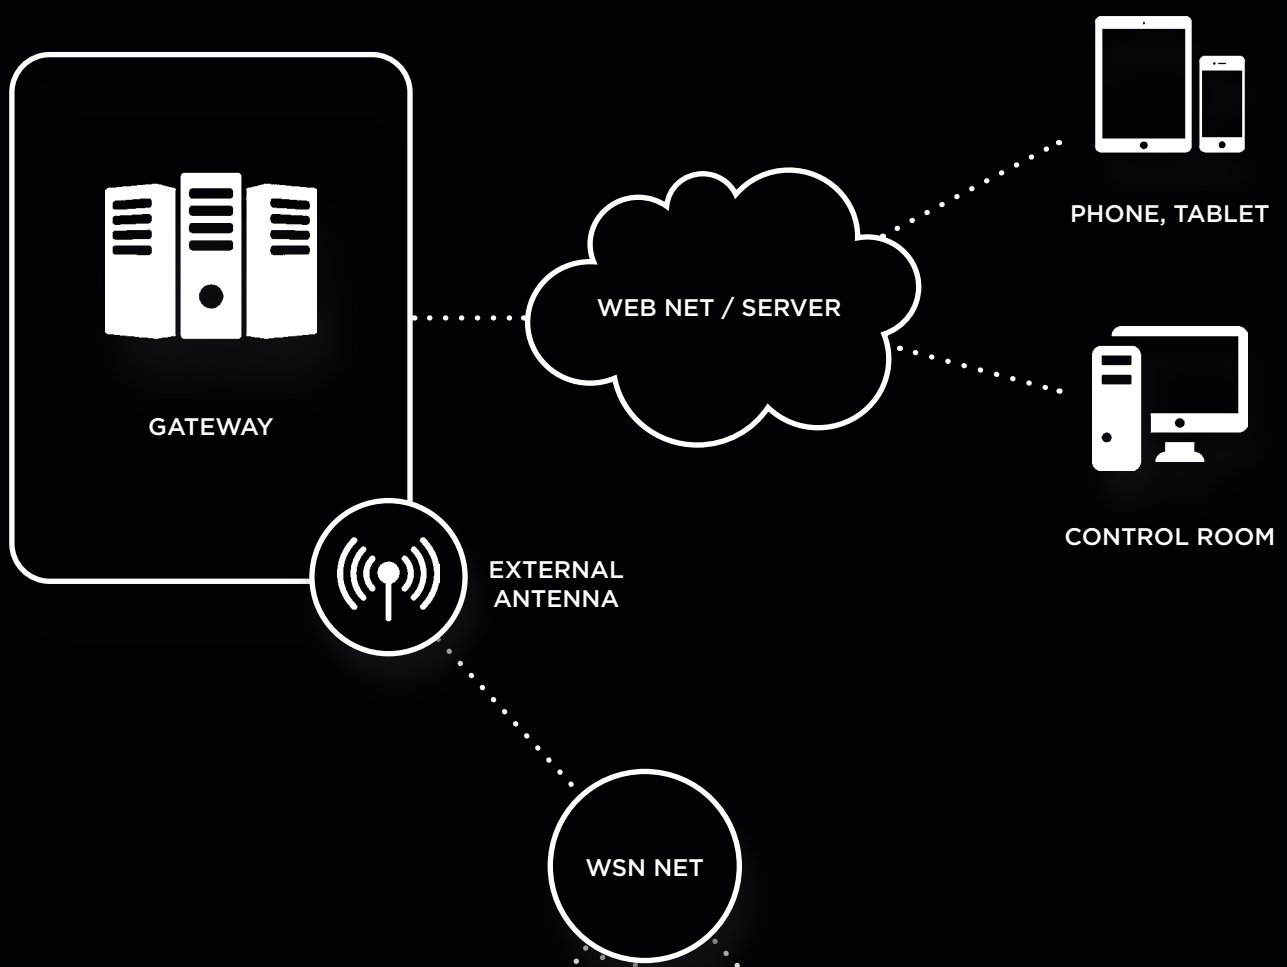 PHONE, TABLET
WEB NET / SERVER
GATEWAY
CONTROL ROOM
EXTERNAL
ANTENNA
WSN NET